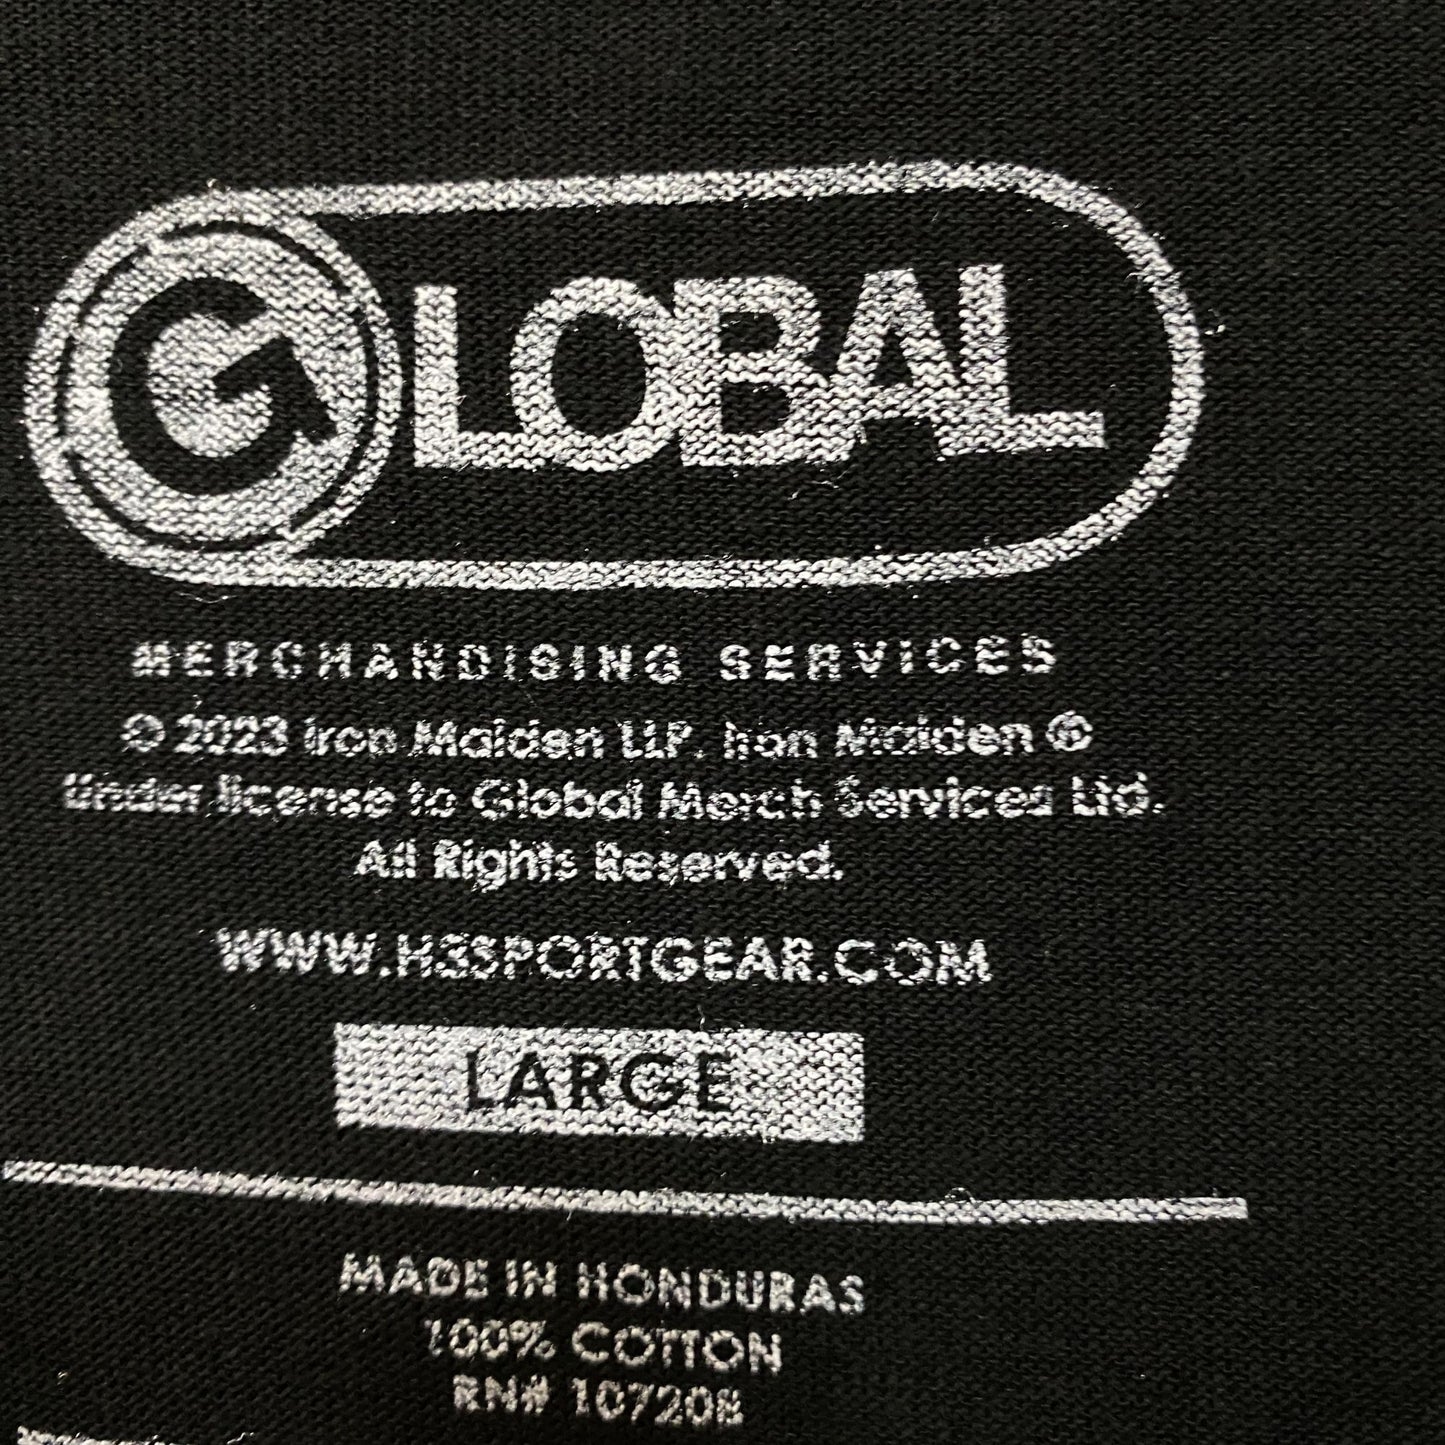 GLOBAL
MERCHANDISING SERVICES
© 2023 Iron Maiden LLP. Iron Maiden ®
Under license to Global Merch Services Ltd.
All Rights Reserved.
WWW.H3SPORTGEAR.COM
LARGE
MADE IN HONDURAS
100% COTTON
RN# 107208